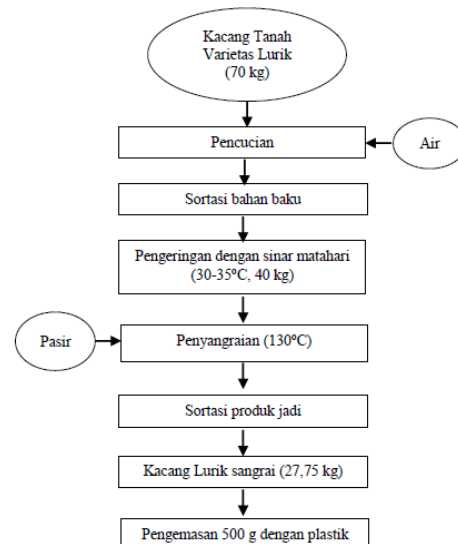 Kacang Tanah
Varietas Lurik
(70 kg)
Pencucian
Air
Sortasi bahan baku
Pengeringan dengan sinar matahari
(30-35ºC, 40 kg)
Pasir
Penyangraian (130ºC)
Sortasi produk jadi
Kacang Lurik sangrai (27,75 kg)
Pengemasan 500 g dengan plastik